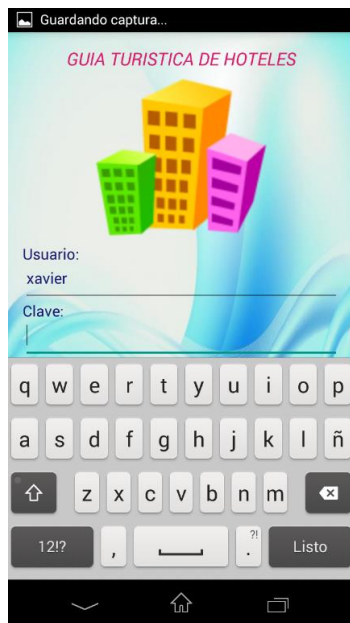 Guardando captura...
GUIA TURISTICA DE HOTELES
Usuario:
xavier
Clave:
q w e r t y u i o p
a s d f g h j k l ñ
z x c v b n m
12!? , ?! . Listo